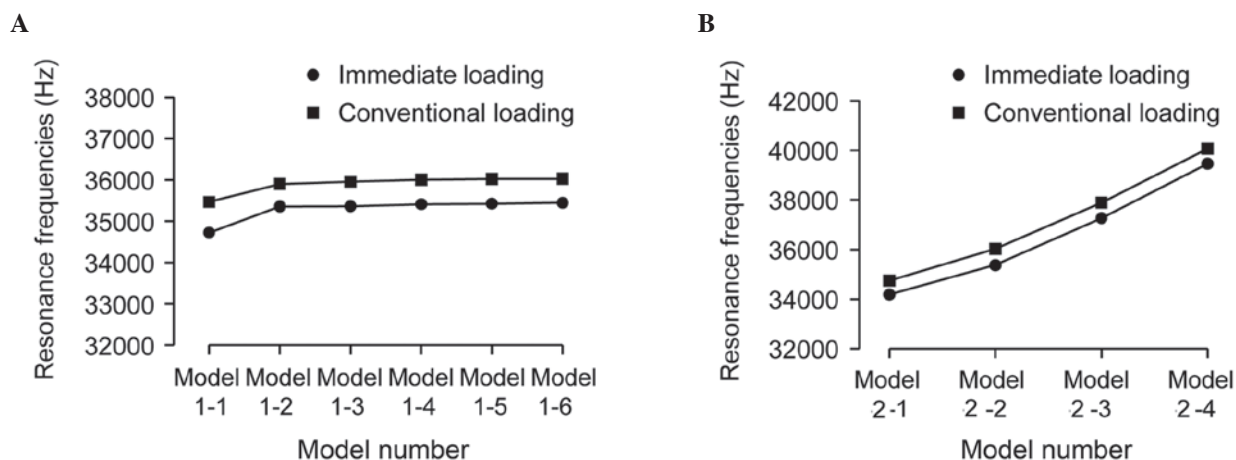 A
Resonance frequencies (Hz)
Immediate loading
Conventional loading
38000
37000
36000
35000
34000
33000
32000
Model Model Model Model Model Model
1-1 1-2 1-3 1-4 1-5 1-6
Model number
B
Resonance frequencies (Hz)
Immediate loading
Conventional loading
42000
40000
38000
36000
34000
32000
Model Model Model Model
2-1 2-2 2-3 2-4
Model number